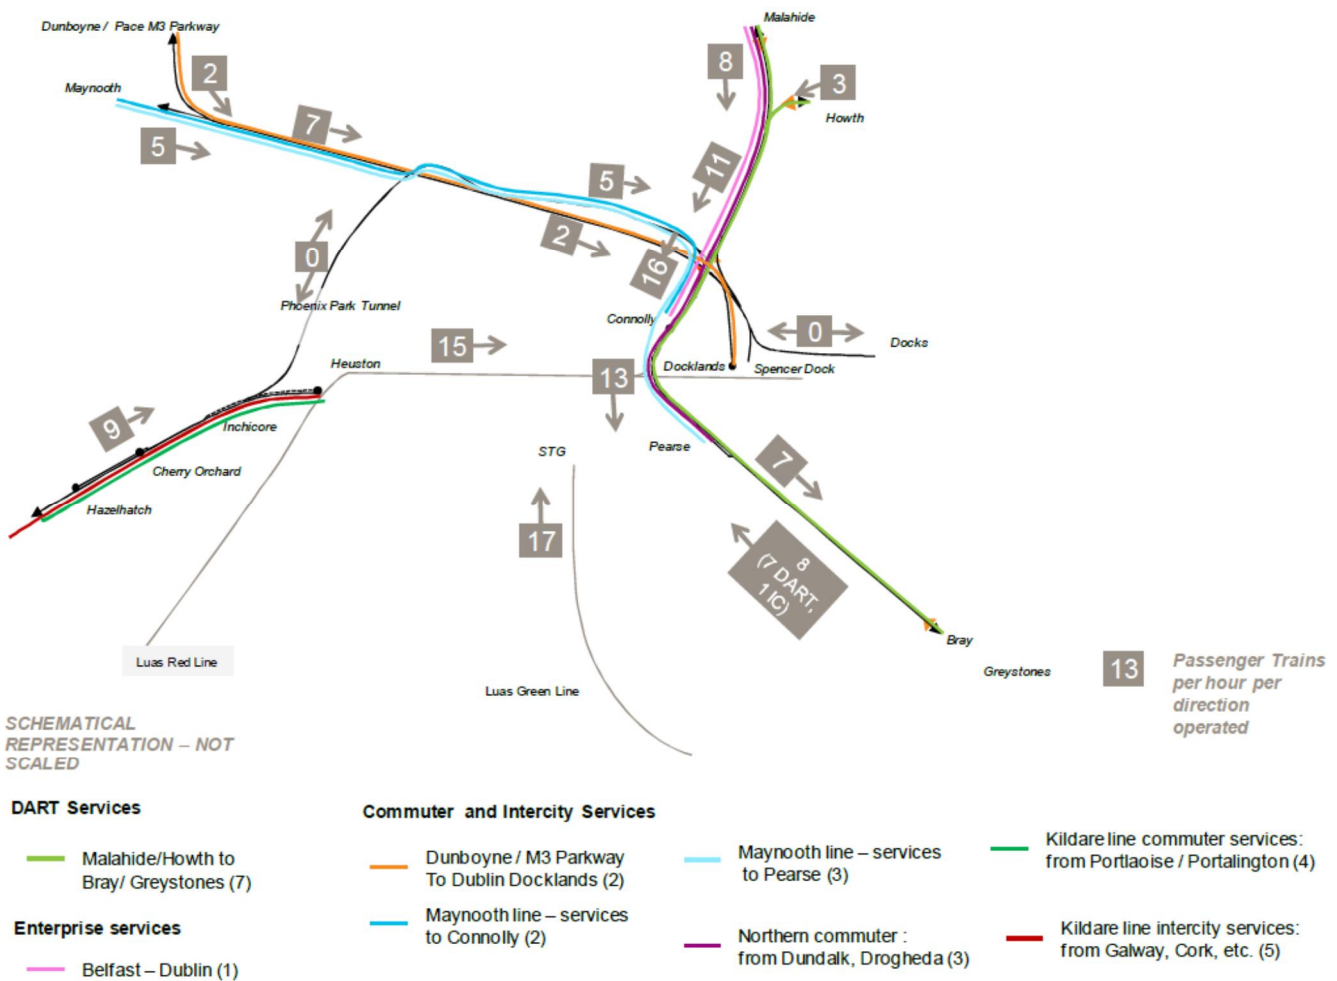 Malahide
Dunboyne / Pace M3 Parkway
8
2
3
Maynooth
Howth
7
5
11
5
2
16
0
Phoenix Park Tunnel
Connolly
0
Docks
15
Heuston
13
Docklands
Spencer Dock
9
Inchicore
Pearse
STG
7
Cherry Orchard
Hazelhatch
17
8
(7 DART,
1 IC)
Bray
Luas Red Line
13
Passenger Trains
per hour per
direction
operated
Greystones
Luas Green Line
SCHEMATICAL
REPRESENTATION – NOT
SCALED
DART Services
Malahide/Howth to
Bray/ Greystones (7)
Enterprise services
Belfast – Dublin (1)
Commuter and Intercity Services
Dunboyne / M3 Parkway
To Dublin Docklands (2)
Maynooth line – services
to Connolly (2)
Maynooth line – services
to Pearse (3)
Northern commuter :
from Dundalk, Drogheda (3)
Kildare line commuter services:
from Portlaoise / Portalington (4)
Kildare line intercity services:
from Galway, Cork, etc. (5)